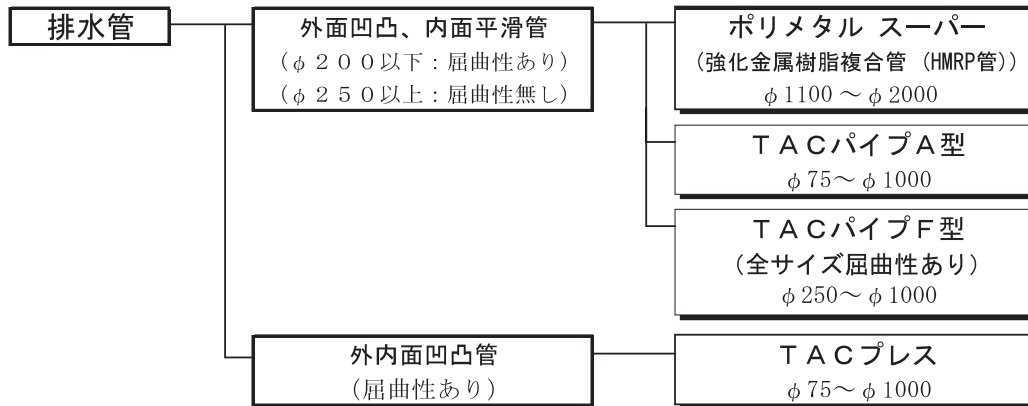 排水管
外面凹凸、内面平滑管
(φ200以下：屈曲性あり)
(φ250以上：屈曲性無し)
ポリメタル スーパー
(強化金属樹脂複合管 (HMRP管))
φ1100～φ2000
TACパイプA型
φ75～φ1000
TACパイプF型
(全サイズ屈曲性あり)
φ250～φ1000
外内面凹凸管
(屈曲性あり)
TACプレス
φ75～φ1000